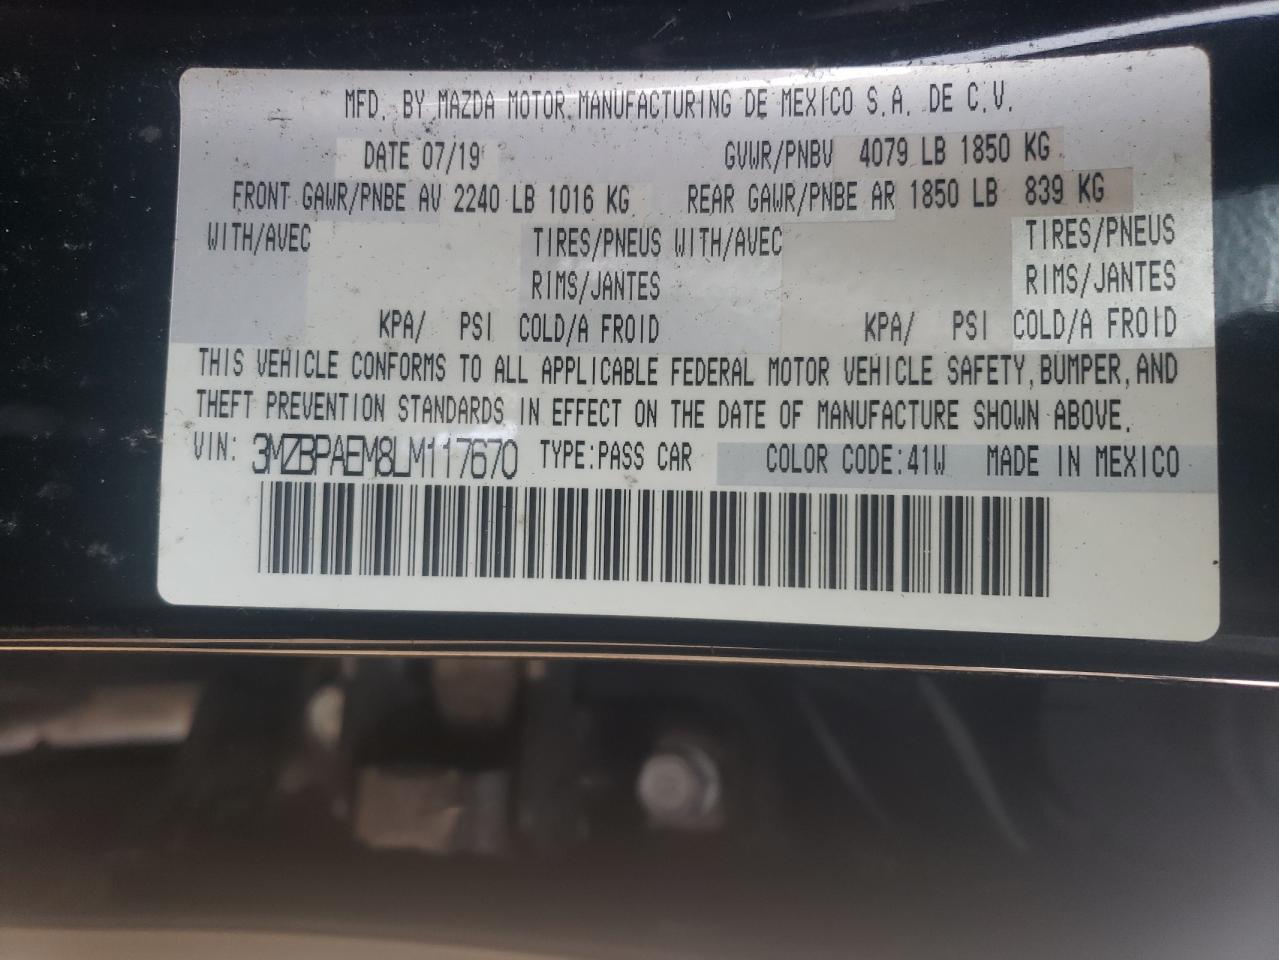 MFD. BY MAZDA MOTOR MANUFACTURING DE MEXICO S.A. DE C.V.
DATE 07/19 GVWR/PNBV 4079 LB 1850 KG
FRONT GAWR/PNBE AV 2240 LB 1016 KG REAR GAWR/PNBE AR 1850 LB 839 KG
WITH/AVEC TIRES/PNEUS WITH/AVEC TIRES/PNEUS
RIMS/JANTES RIMS/JANTES
KPA/ PSI COLD/A FROID KPA/ PSI COLD/A FROID
THIS VEHICLE CONFORMS TO ALL APPLICABLE FEDERAL MOTOR VEHICLE SAFETY, BUMPER, AND
THEFT PREVENTION STANDARDS IN EFFECT ON THE DATE OF MANUFACTURE SHOWN ABOVE.
VIN: 3MZBPAEM8LM117670 TYPE:PASS CAR COLOR CODE:41W MADE IN MEXICO